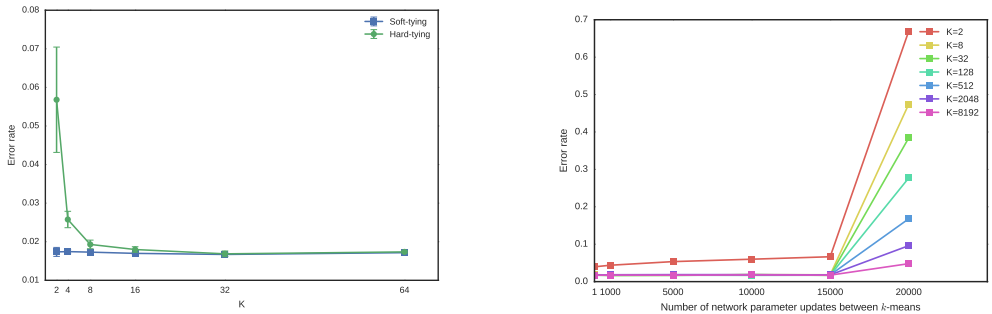 0.08
0.07
0.06
0.05
0.04
0.03
0.02
0.01
Error rate
2 4 8 16 32 64
K
Soft-tying
Hard-tying
0.7
0.6
0.5
0.4
0.3
0.2
0.1
0.0
Error rate
1 1000 5000 10000 15000 20000
Number of network parameter updates between k-means
K=2
K=8
K=32
K=128
K=512
K=2048
K=8192